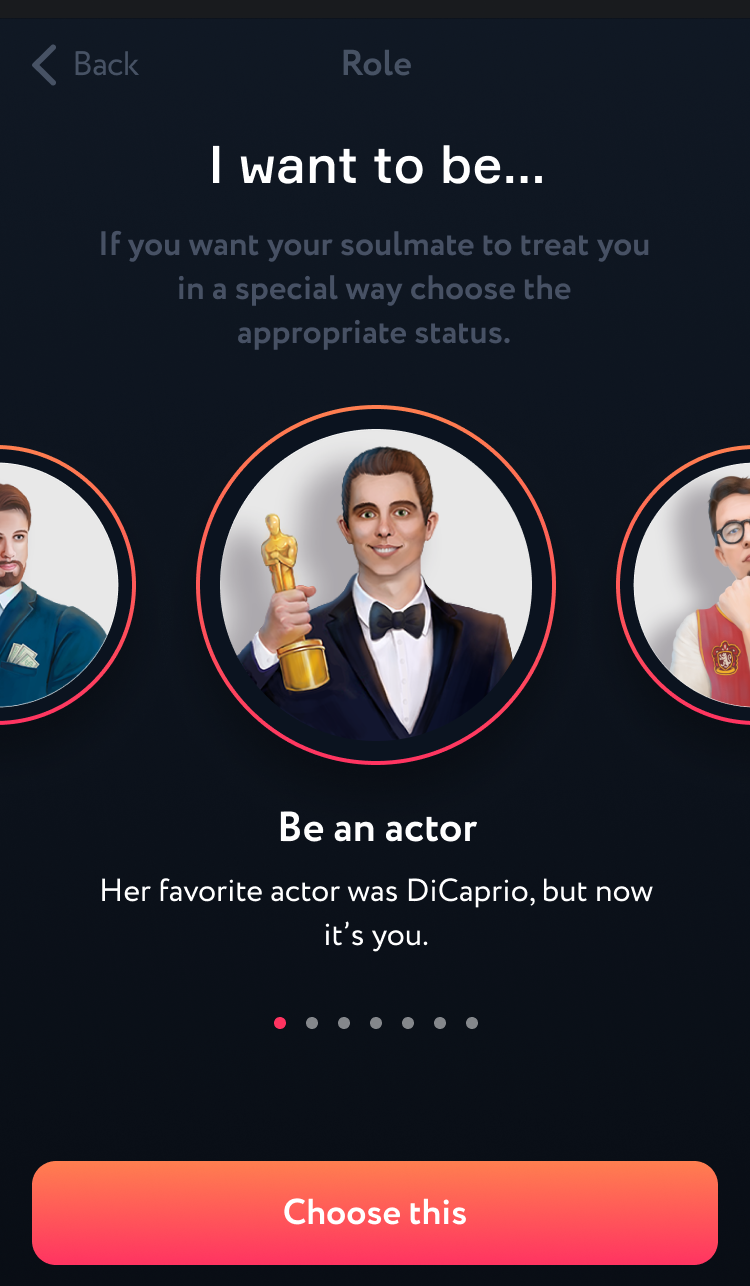 Back
Role
I want to be...
If you want your soulmate to treat you
in a special way choose the
appropriate status.
Be an actor
Her favorite actor was DiCaprio, but now
it's you.
Choose this